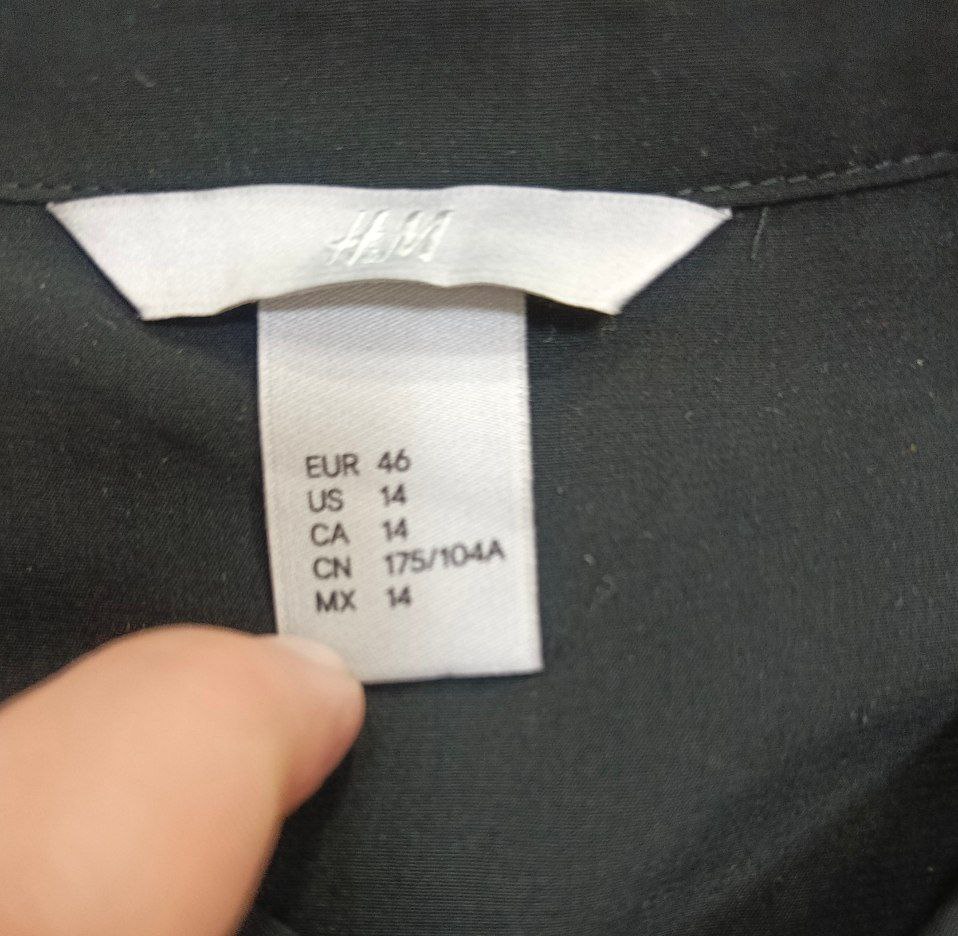 H&M
EUR 46
US 14
CA 14
CN 175/104A
MX 14